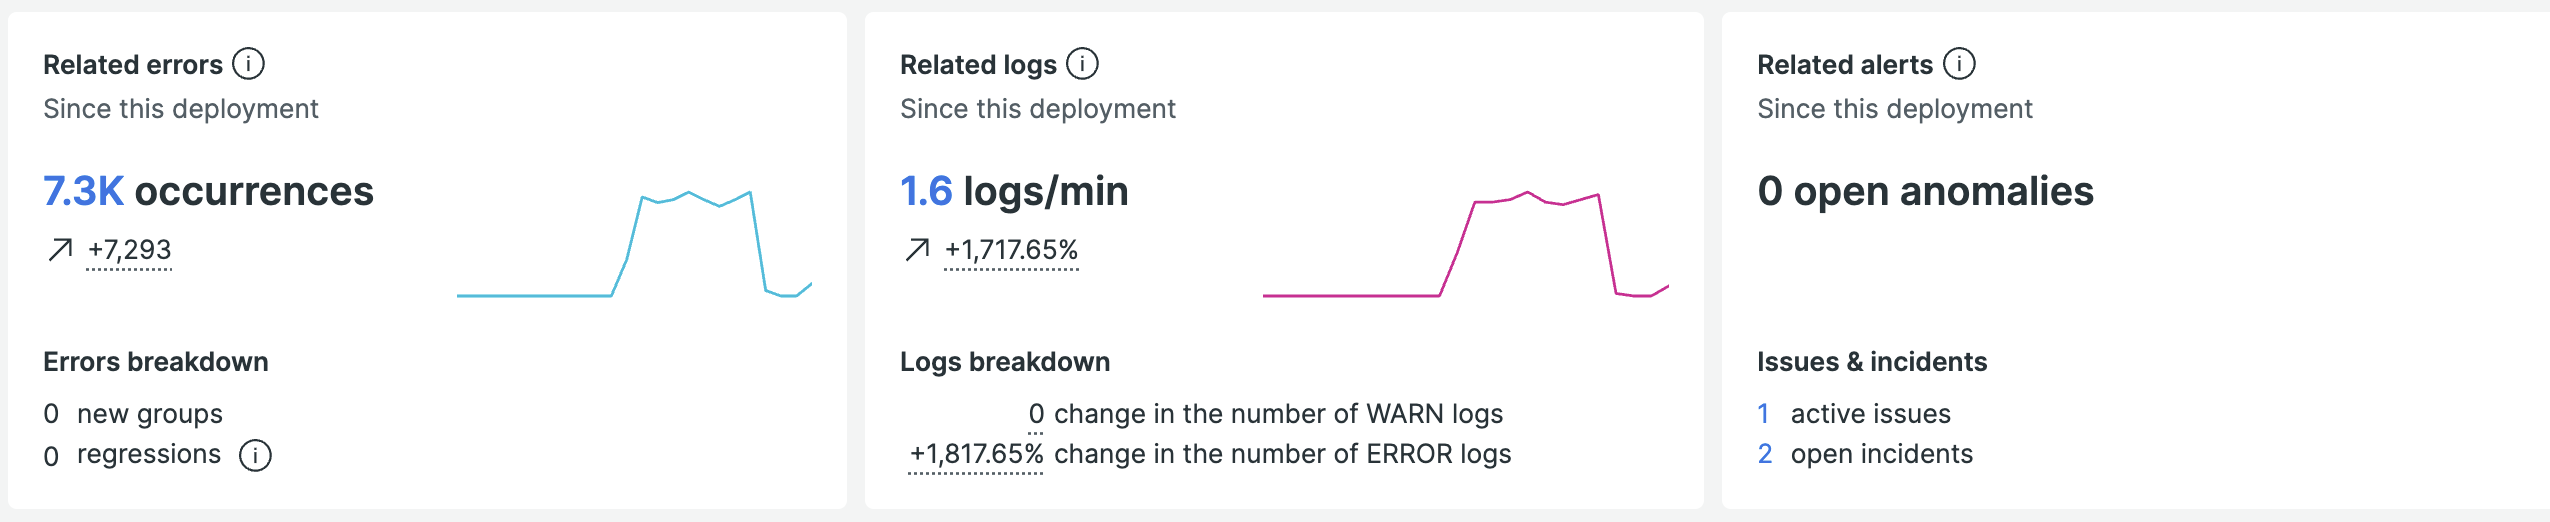 Related errors
Since this deployment
7.3K occurrences
+7,293
Errors breakdown
0 new groups
0 regressions
Related logs
Since this deployment
1.6 logs/min
+1,717.65%
Logs breakdown
0 change in the number of WARN logs
+1,817.65% change in the number of ERROR logs
Related alerts
Since this deployment
0 open anomalies
Issues & incidents
1 active issues
2 open incidents